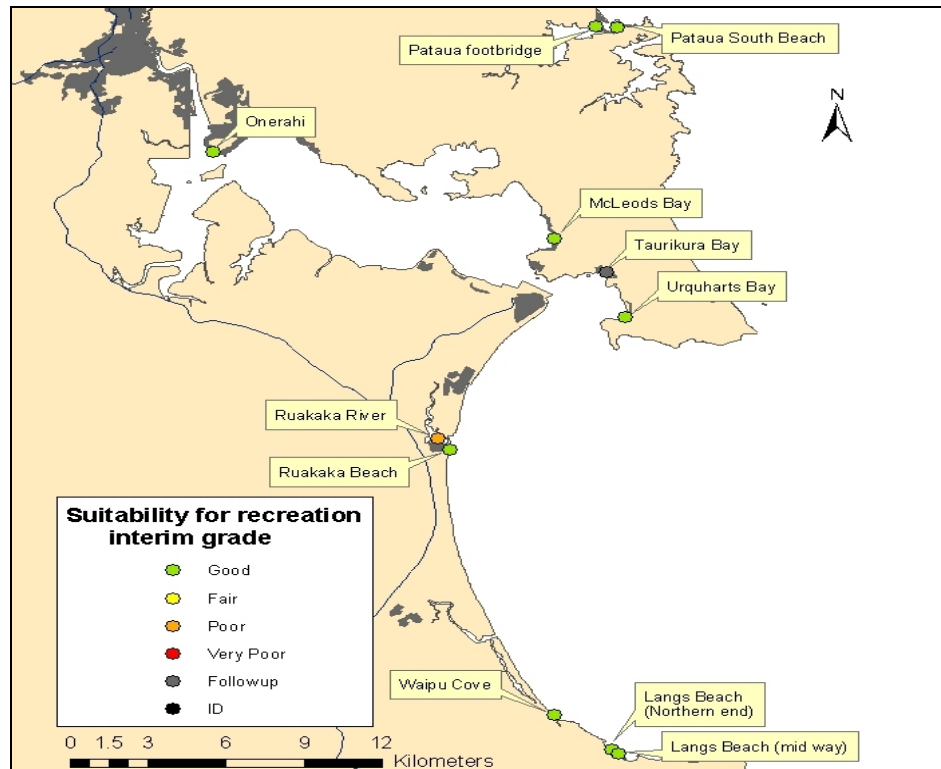 Pataua footbridge
Pataua South Beach
N
Onerahi
McLeods Bay
Taurikura Bay
Urquharts Bay
Ruakaka River
Ruakaka Beach
Suitability for recreation
interim grade
Good
Fair
Poor
Very Poor
Followup
ID
Waipu Cove
Langs Beach
(Northern end)
Langs Beach (mid way)
0 1.5 3 6 9 12
Kilometers